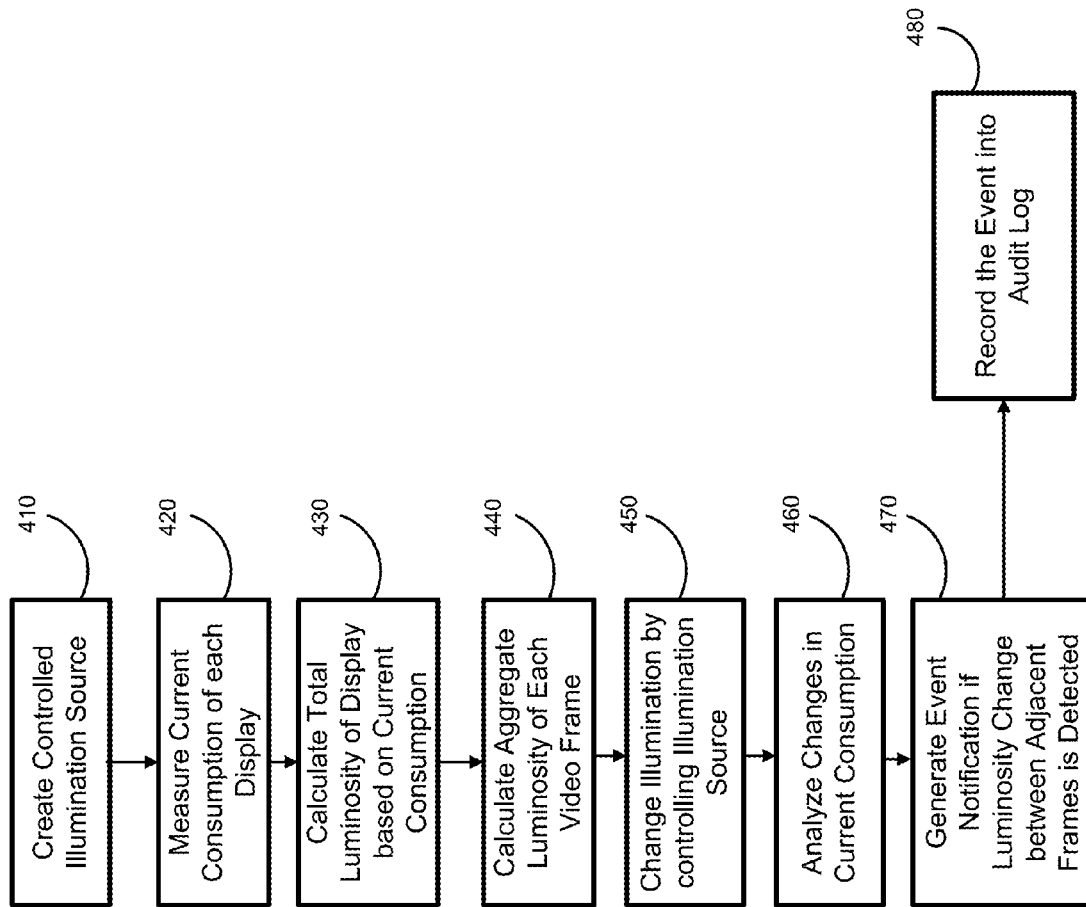 410
Create Controlled
Illumination Source
420
Measure Current
Consumption of each
Display
430
Calculate Total
Luminosity of Display
based on Current
Consumption
440
Calculate Aggregate
Luminosity of Each
Video Frame
450
Change Illumination by
controlling Illumination
Source
460
Analyze Changes in
Current Consumption
470
Generate Event
Notification if
Luminosity Change
between Adjacent
Frames is Detected
480
Record the Event into
Audit Log